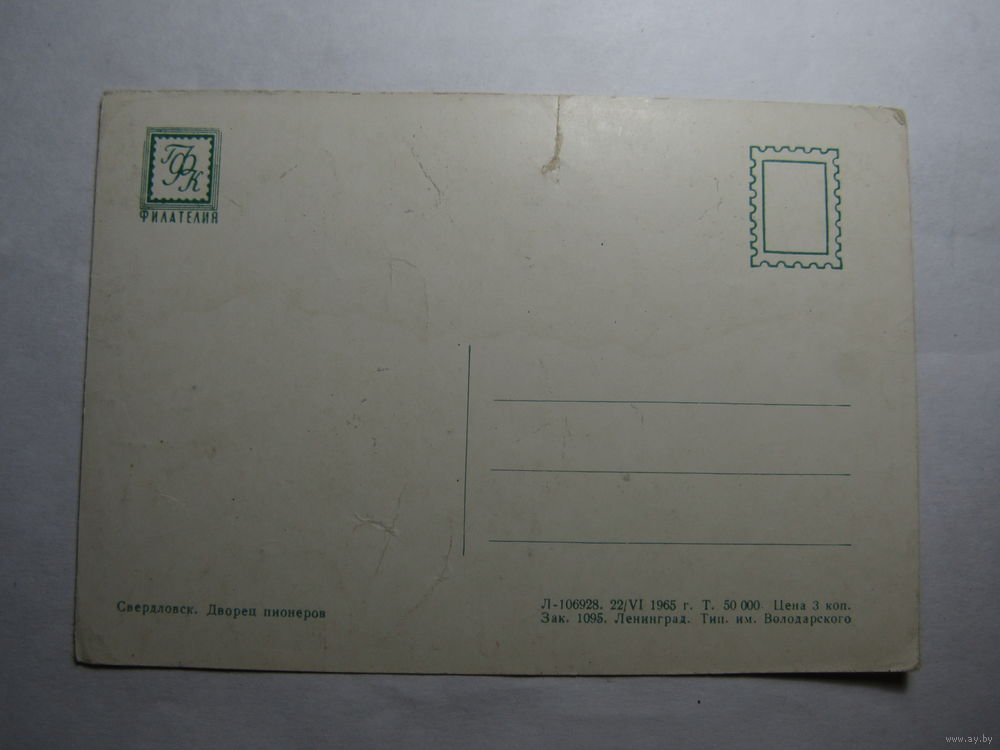 ГФК
ФИЛАТЕЛИЯ
Свердловск. Дворец пионеров
Л-106928. 22/VI 1965 г. Т. 50 000. Цена 3 коп.
Зак. 1095. Ленинград. Тип. им. Володарского
www.ay.by